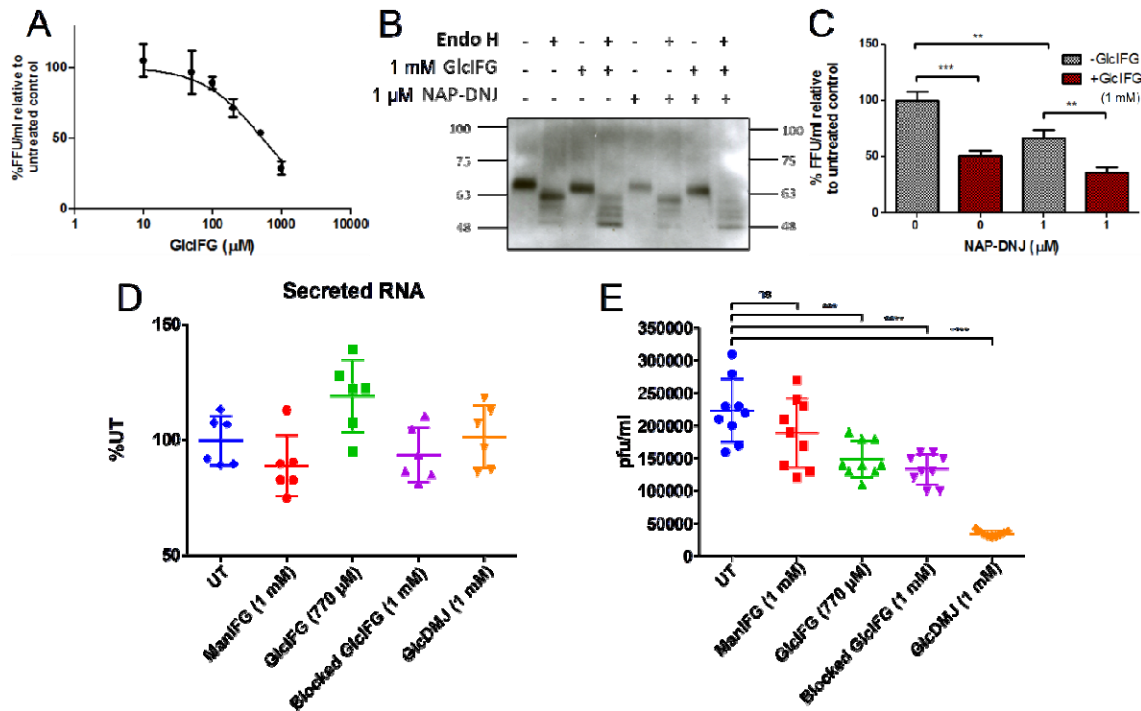 A
%FFU/ml relative to
untreated control
100
50
0
1
10
100
1000
10000
GlcIFG (µM)
B
Endo H - + - + - + - +
1 mM GlcIFG - - + + - - + +
1 µM NAP-DNJ - - - - + + + +
100
75
63
48
100
75
63
48
C
% FFU/ml relative
to untreated control
150
100
50
0
**
***
**
-GlcIFG
+GlcIFG
(1 mM)
0 0 1 1
NAP-DNJ (µM)
D
Secreted RNA
%UT
150
100
50
UT
ManIFG (1 mM)
GlcIFG (770 µM)
Blocked GlcIFG (1 mM)
GlcDMJ (1 mM)
E
pfu/ml
350000
300000
250000
200000
150000
100000
50000
0
ns
***
****
****
UT
ManIFG (1 mM)
GlcIFG (770 µM)
Blocked GlcIFG (1 mM)
GlcDMJ (1 mM)